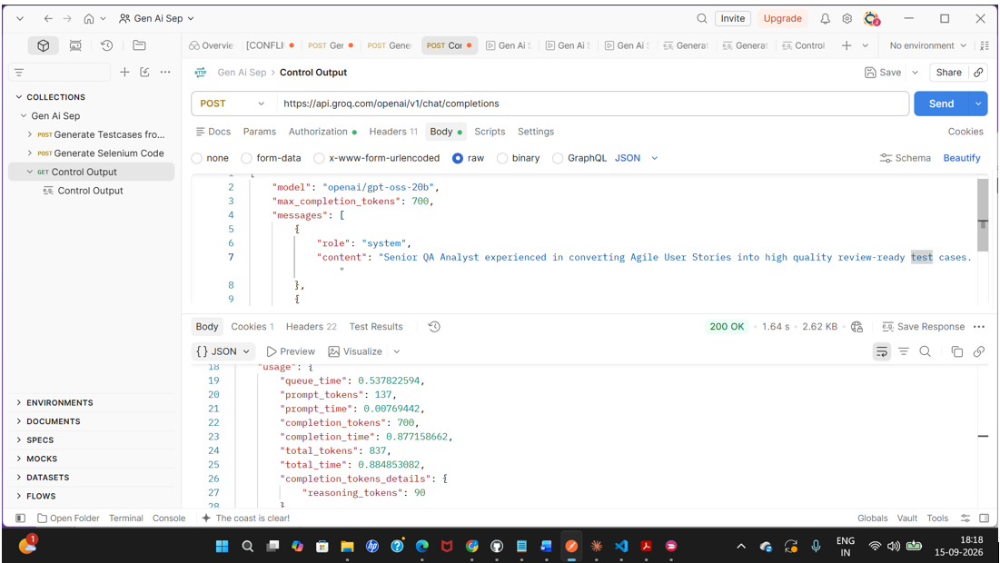 Gen Ai Sep
Invite
Upgrade
Overvie
[CONFLI
POST Ger
POST Gene
POST Cor
Gen Ai S
Gen Ai S
Gen Ai S
Genera
Genera
Control
No environment
Gen Ai Sep > Control Output
Save
Share
COLLECTIONS
Gen Ai Sep
POST Generate Testcases fro...
POST Generate Selenium Code
GET Control Output
Control Output
ENVIRONMENTS
DOCUMENTS
SPECS
MOCKS
DATASETS
FLOWS
POST
https://api.groq.com/openai/v1/chat/completions
Send
Docs
Params
Authorization
Headers 11
Body
Scripts
Settings
Cookies
none
form-data
x-www-form-urlencoded
raw
binary
GraphQL
JSON
Schema
Beautify
2 "model": "openai/gpt-oss-20b",
3 "max_completion_tokens": 700,
4 "messages": [
5 {
6 "role": "system",
7 "content": "Senior QA Analyst experienced in converting Agile User Stories into high quality review-ready test cases.
"
8 },
9 {
Body
Cookies 1
Headers 22
Test Results
200 OK
1.64 s
2.62 KB
Save Response
{} JSON
Preview
Visualize
18 "usage": {
19 "queue_time": 0.537822594,
20 "prompt_tokens": 137,
21 "prompt_time": 0.00769442,
22 "completion_tokens": 700,
23 "completion_time": 0.877158662,
24 "total_tokens": 837,
25 "total_time": 0.884853082,
26 "completion_tokens_details": {
27 "reasoning_tokens": 90
28 }
Open Folder
Terminal
Console
The coast is clear!
Globals
Vault
Tools
1
ENG
IN
18:18
15-09-2026